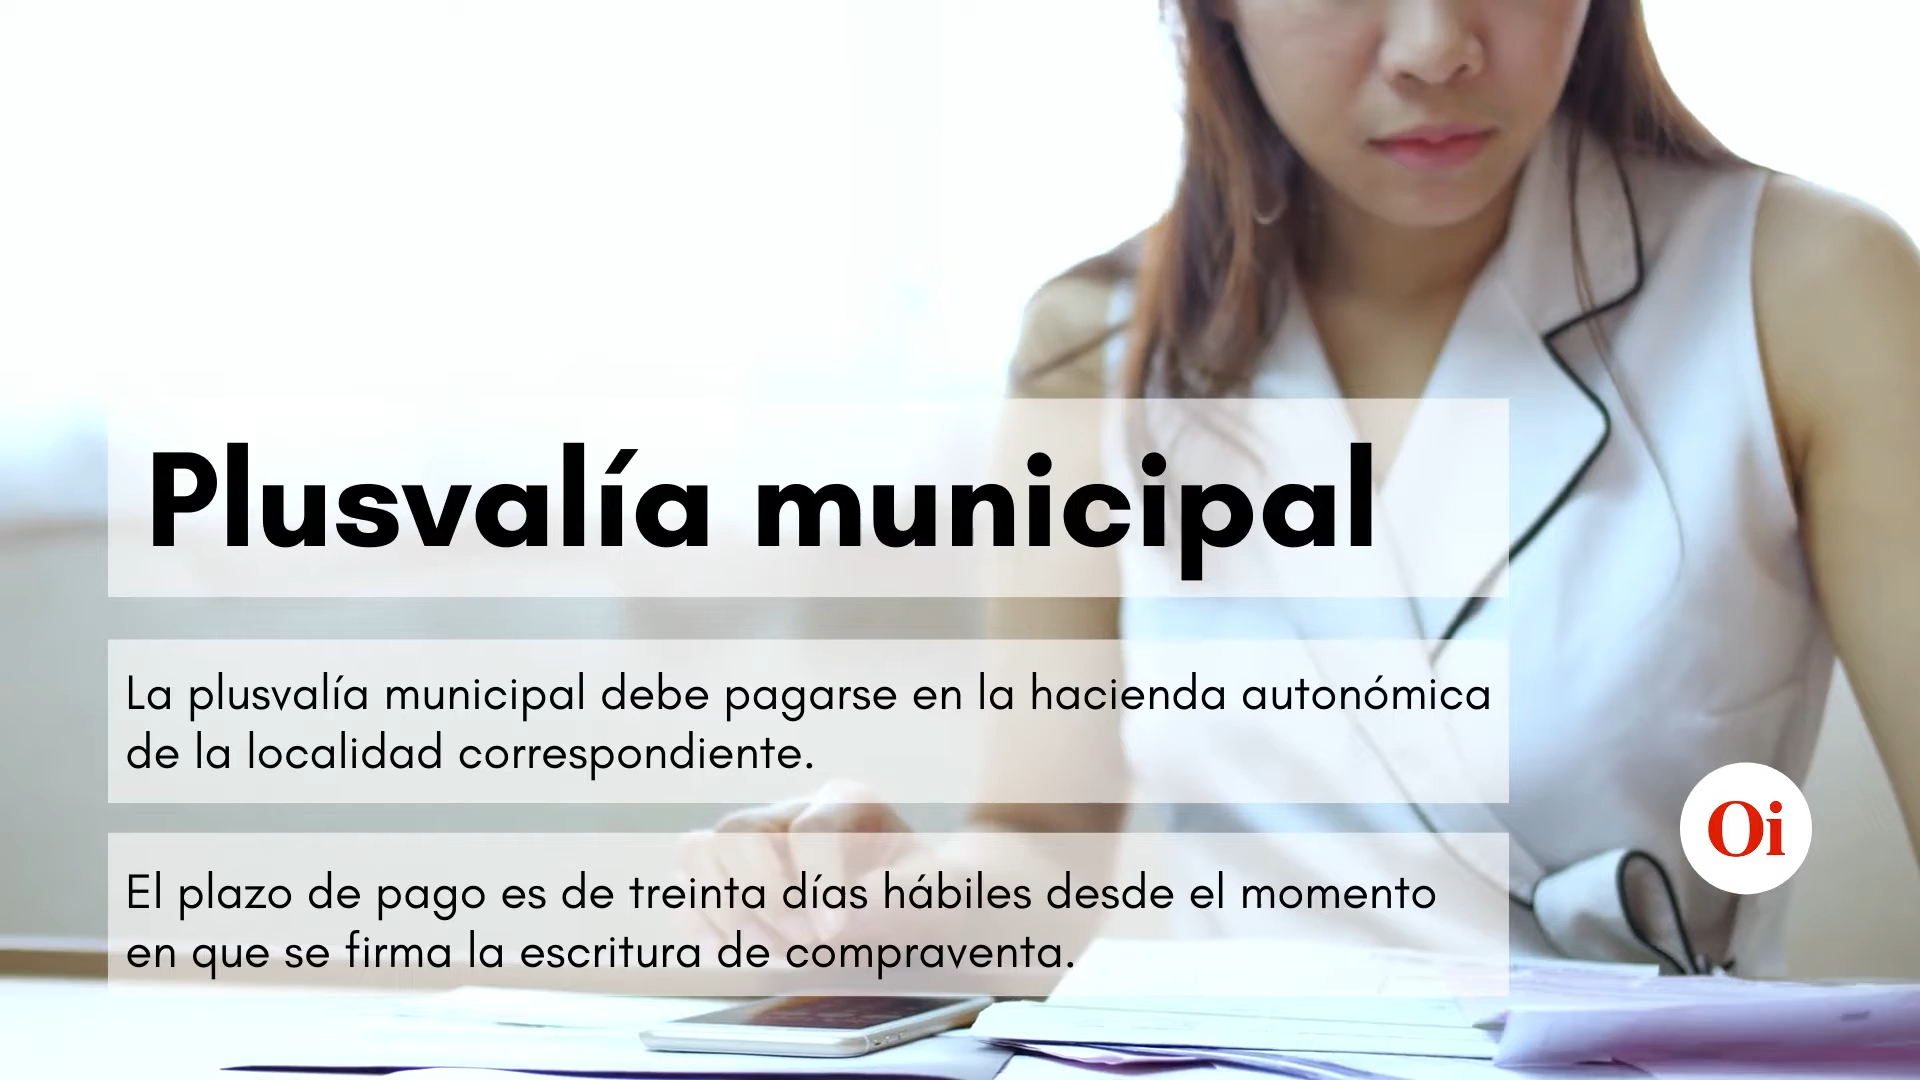 Plusvalía municipal
La plusvalía municipal debe pagarse en la hacienda autonómica
de la localidad correspondiente.
Oi
El plazo de pago es de treinta días hábiles desde el momento
en que se firma la escritura de compraventa.